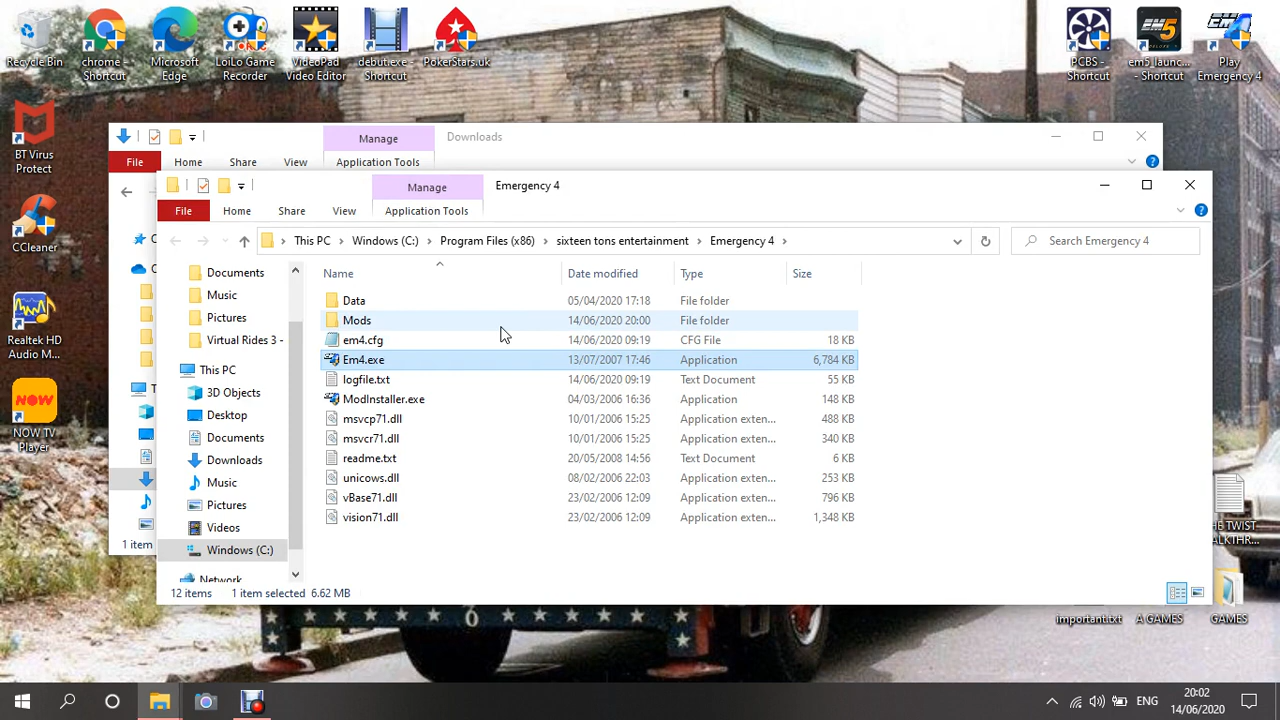 Recycle Bin
chrome - Shortcut
Microsoft Edge
LoiLo Game Recorder
VideoPad Video Editor
debut.exe - Shortcut
PokerStars.uk
PCBS - Shortcut
EM5
em5_launc... - Shortcut
Play Emergency 4
BT Virus Protect
CCleaner
Realtek HD Audio M...
NOW
NOW TV Player
Manage
Downloads
File
Home
Share
View
Application Tools
1 item
Manage
Emergency 4
File
Home
Share
View
Application Tools
This PC
Windows (C:)
Program Files (x86)
sixteen tons entertainment
Emergency 4
Search Emergency 4
Documents
Music
Pictures
Virtual Rides 3 -
This PC
3D Objects
Desktop
Documents
Downloads
Music
Pictures
Videos
Windows (C:)
Network
Name Date modified Type Size
Data 05/04/2020 17:18 File folder
Mods 14/06/2020 20:00 File folder
em4.cfg 14/06/2020 09:19 CFG File 18 KB
Em4.exe 13/07/2007 17:46 Application 6,784 KB
logfile.txt 14/06/2020 09:19 Text Document 55 KB
ModInstaller.exe 04/03/2006 16:36 Application 148 KB
msvcp71.dll 10/01/2006 15:25 Application exten... 488 KB
msvcr71.dll 10/01/2006 15:25 Application exten... 340 KB
readme.txt 20/05/2008 14:56 Text Document 6 KB
unicows.dll 08/02/2006 22:03 Application exten... 253 KB
vBase71.dll 23/02/2006 12:09 Application exten... 796 KB
vision71.dll 23/02/2006 12:09 Application exten... 1,348 KB
12 items 1 item selected 6.62 MB
HE TWIST
important.txt
A GAMES
GAMES
ENG
20:02
14/06/2020